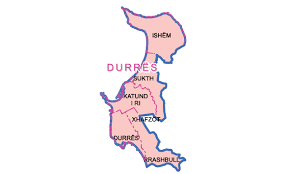 ISHËM
DURRËS
SUKTH
KATUND
I RI
XHAFZOT
DURRËS
RRASHBULL